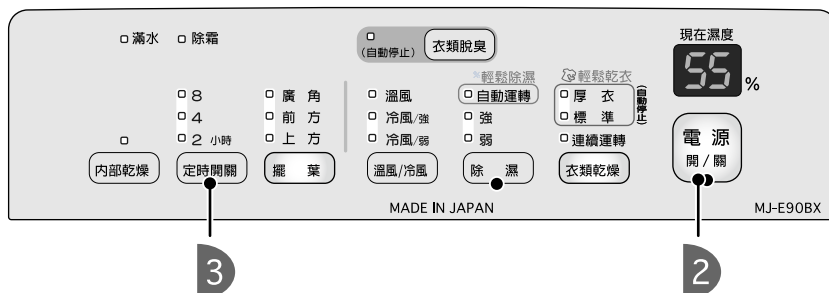 滿水 除霜
(自動停止) 衣類脫臭
現在濕度
55 %
8
4
2 小時
廣角
前方
上方
溫風
冷風/強
冷風/弱
輕鬆除濕
自動運轉
強
弱
輕鬆乾衣
厚衣
標準
(自動停止)
連續運轉
電源
開/關
內部乾燥 定時開關 擺葉 溫風/冷風 除濕 衣類乾燥
MADE IN JAPAN MJ-E90BX
3 2